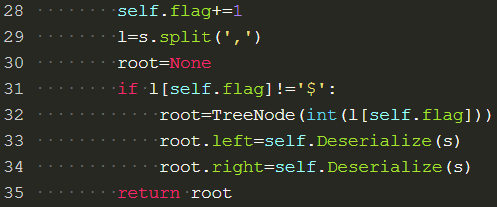 28 self.flag+=1
29 l=s.split(',')
30 root=None
31 if l[self.flag]!='$':
32 root=TreeNode(int(l[self.flag]))
33 root.left=self.Deserialize(s)
34 root.right=self.Deserialize(s)
35 return root